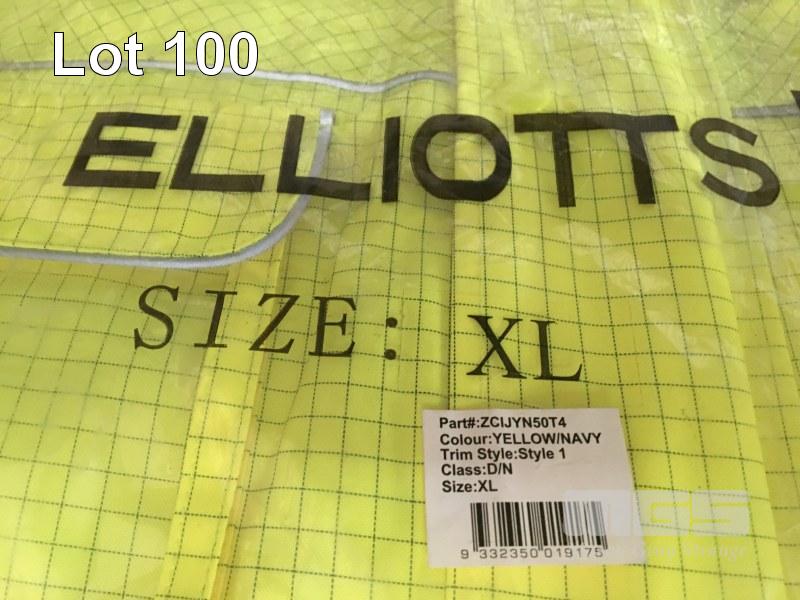 Lot 100
ELLIOTTS
SIZE: XL
Part#:ZCIJYN50T4
Colour:YELLOW/NAVY
Trim Style:Style 1
Class:D/N
Size:XL
9 332350 019175